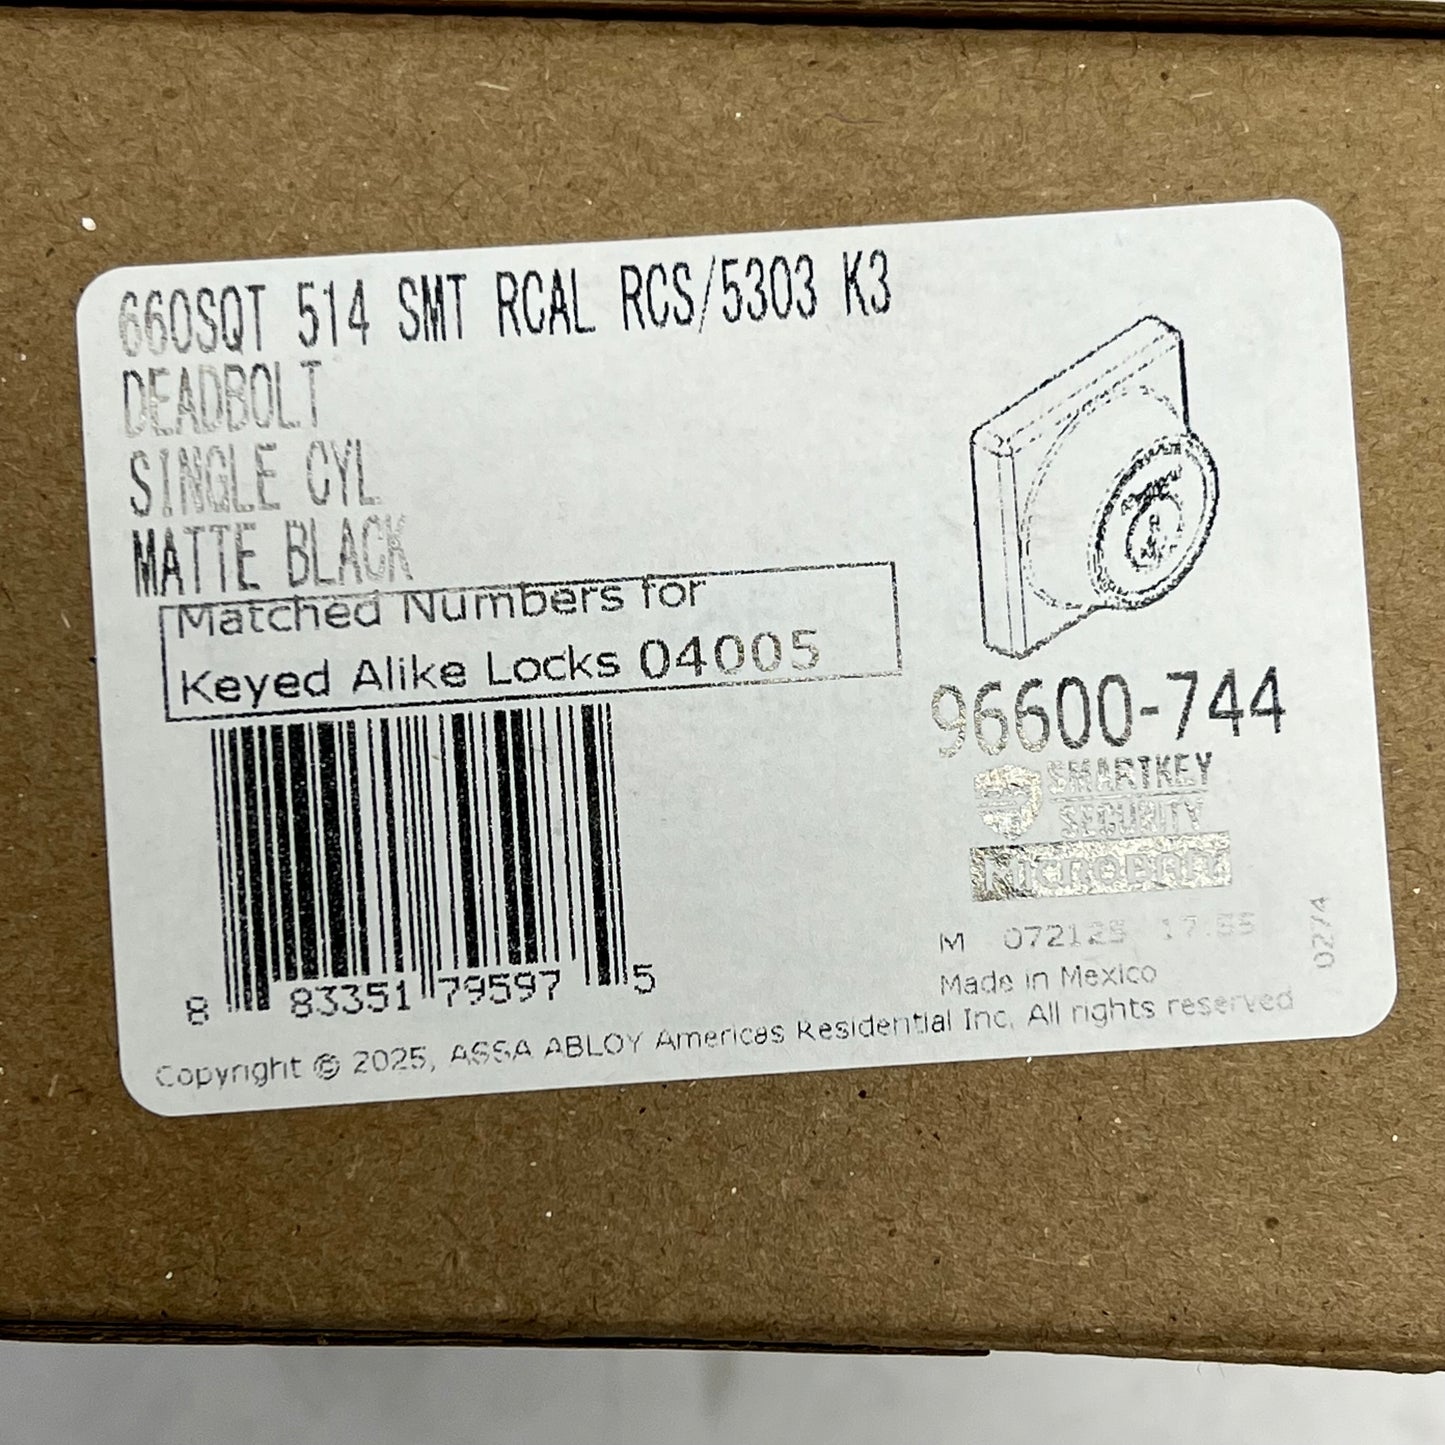 660SQT 514 SMT RCAL RCS/5303 K3
DEADBOLT
SINGLE CYL
MATTE BLACK
Matched Numbers for
Keyed Alike Locks 04005
96600-744
SMARTKEY
SECURITY
MICROBAN
8 83351 79597 5
M 072125
0274
Made in Mexico
Copyright © 2025, ASSA ABLOY Americas Residential Inc. All rights reserved